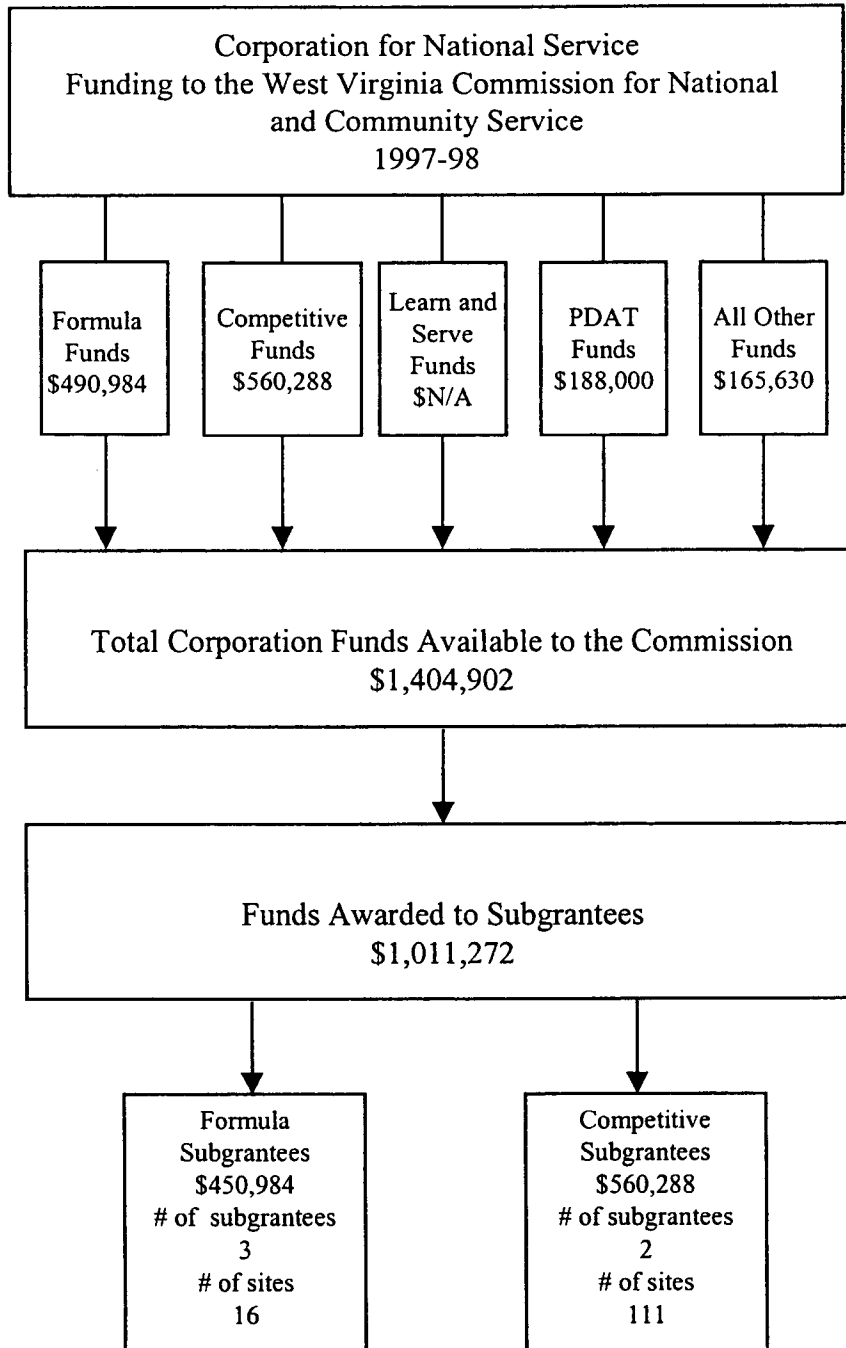 Corporation for National Service
Funding to the West Virginia Commission for National
and Community Service
1997-98
Formula
Funds
$490,984
Competitive
Funds
$560,288
Learn and
Serve
Funds
$N/A
PDAT
Funds
$188,000
All Other
Funds
$165,630
Total Corporation Funds Available to the Commission
$1,404,902
Funds Awarded to Subgrantees
$1,011,272
Formula
Subgrantees
$450,984
# of subgrantees
3
# of sites
16
Competitive
Subgrantees
$560,288
# of subgrantees
2
# of sites
111